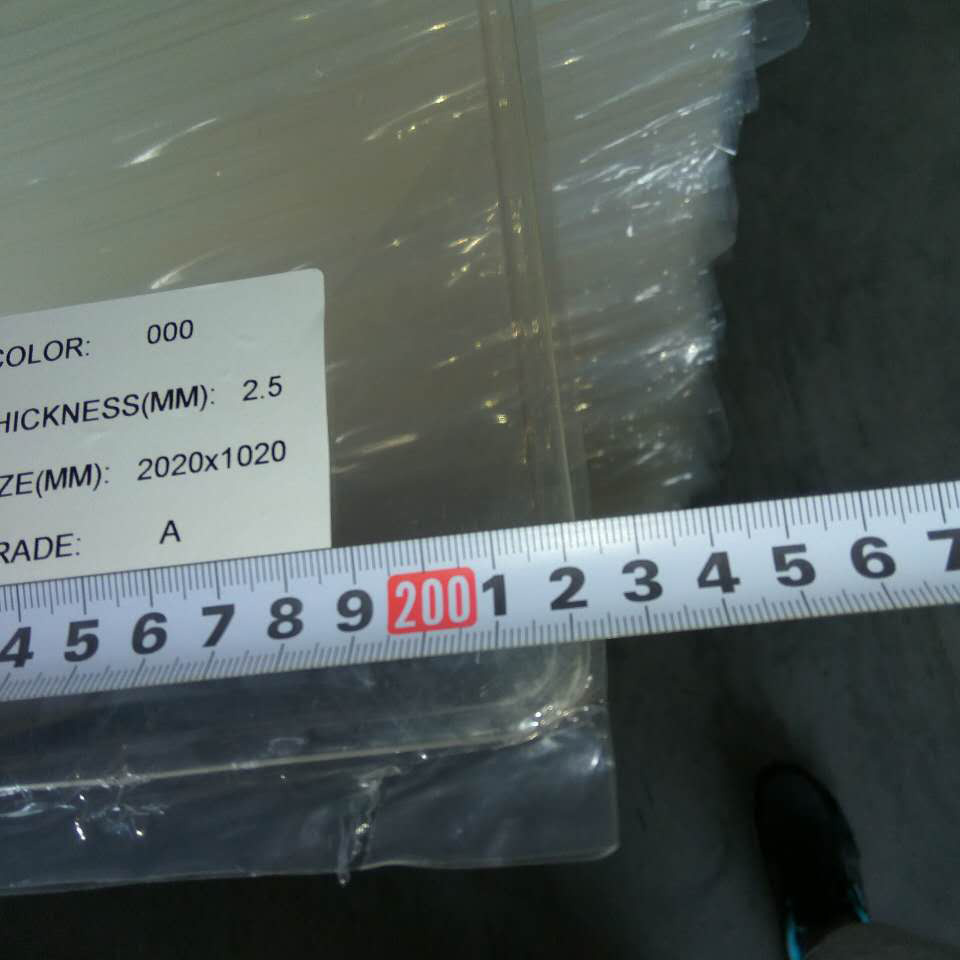 COLOR: 000
HICKNESS(MM): 2.5
ZE(MM): 2020x1020
RADE: A
4 5 6 7 8 9 200 1 2 3 4 5 6 7